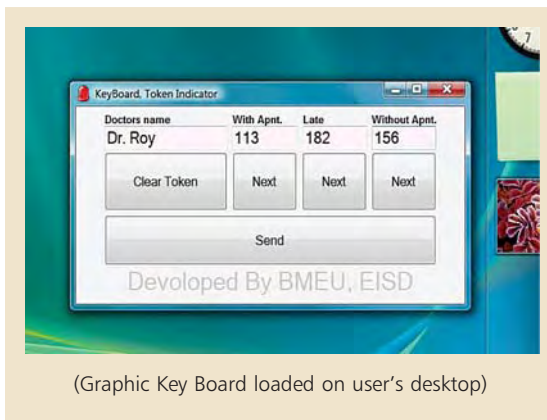 7
KeyBoard, Token Indicator
Doctors name With Apnt. Late Without Apnt.
Dr. Roy 113 182 156
Clear Token Next Next Next
Send
Devoloped By BMEU, EISD
(Graphic Key Board loaded on user's desktop)